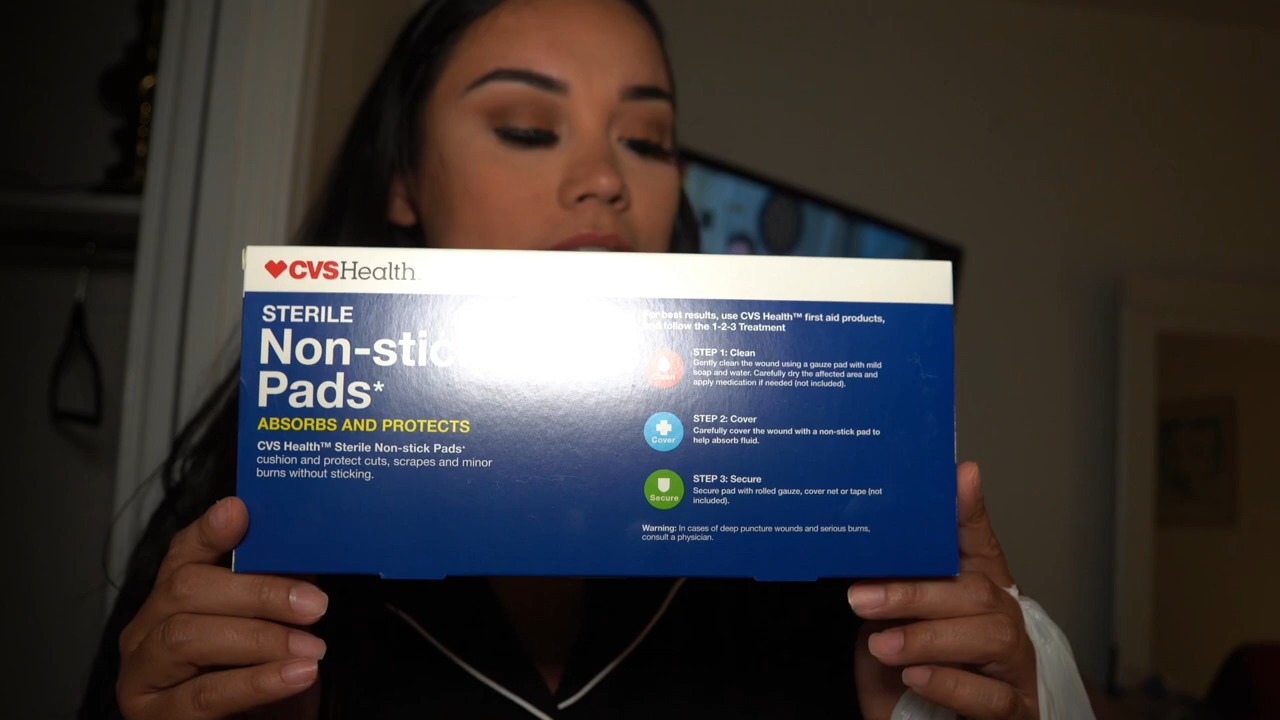 CVSHealth
STERILE
Non-stic
Pads*
ABSORBS AND PROTECTS
CVS Health™ Sterile Non-stick Pads*
cushion and protect cuts, scrapes and minor
burns without sticking.
For best results, use CVS Health™ first aid products,
and follow the 1-2-3 Treatment
STEP 1: Clean
Gently clean the wound using a gauze pad with mild
soap and water. Carefully dry the affected area and
apply medication if needed (not included).
Cover
STEP 2: Cover
Carefully cover the wound with a non-stick pad to
help absorb fluid.
Secure
STEP 3: Secure
Secure pad with rolled gauze, cover net or tape (not
included).
Warning: In cases of deep puncture wounds and serious burns,
consult a physician.